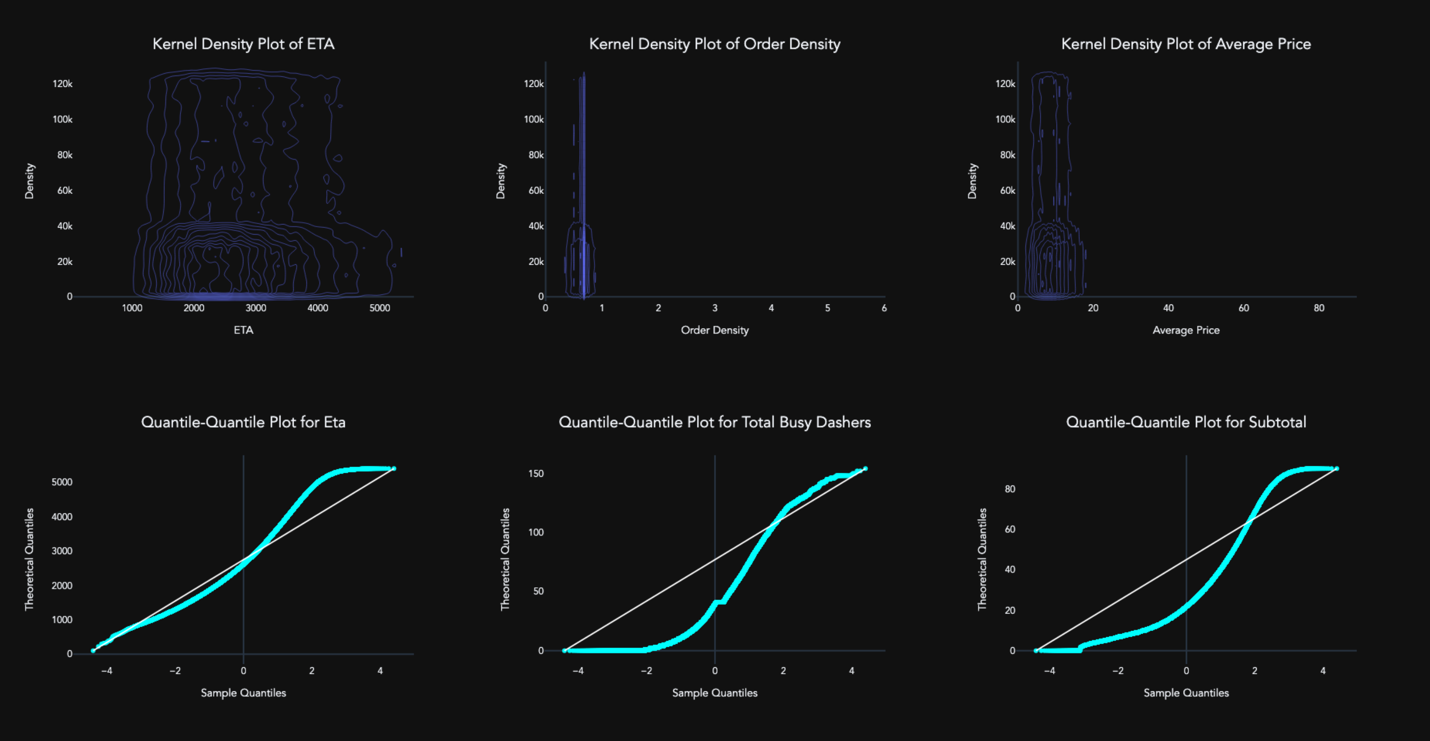 Kernel Density Plot of ETA
Density
120k
100k
80k
60k
40k
20k
0
1000 2000 3000 4000 5000
ETA
Kernel Density Plot of Order Density
Density
120k
100k
80k
60k
40k
20k
0
0 1 2 3 4 5 6
Order Density
Kernel Density Plot of Average Price
Density
120k
100k
80k
60k
40k
20k
0
0 20 40 60 80
Average Price
Quantile-Quantile Plot for Eta
Theoretical Quantiles
5000
4000
3000
2000
1000
0
−4 −2 0 2 4
Sample Quantiles
Quantile-Quantile Plot for Total Busy Dashers
Theoretical Quantiles
150
100
50
0
−4 −2 0 2 4
Sample Quantiles
Quantile-Quantile Plot for Subtotal
Theoretical Quantiles
80
60
40
20
0
−4 −2 0 2 4
Sample Quantiles